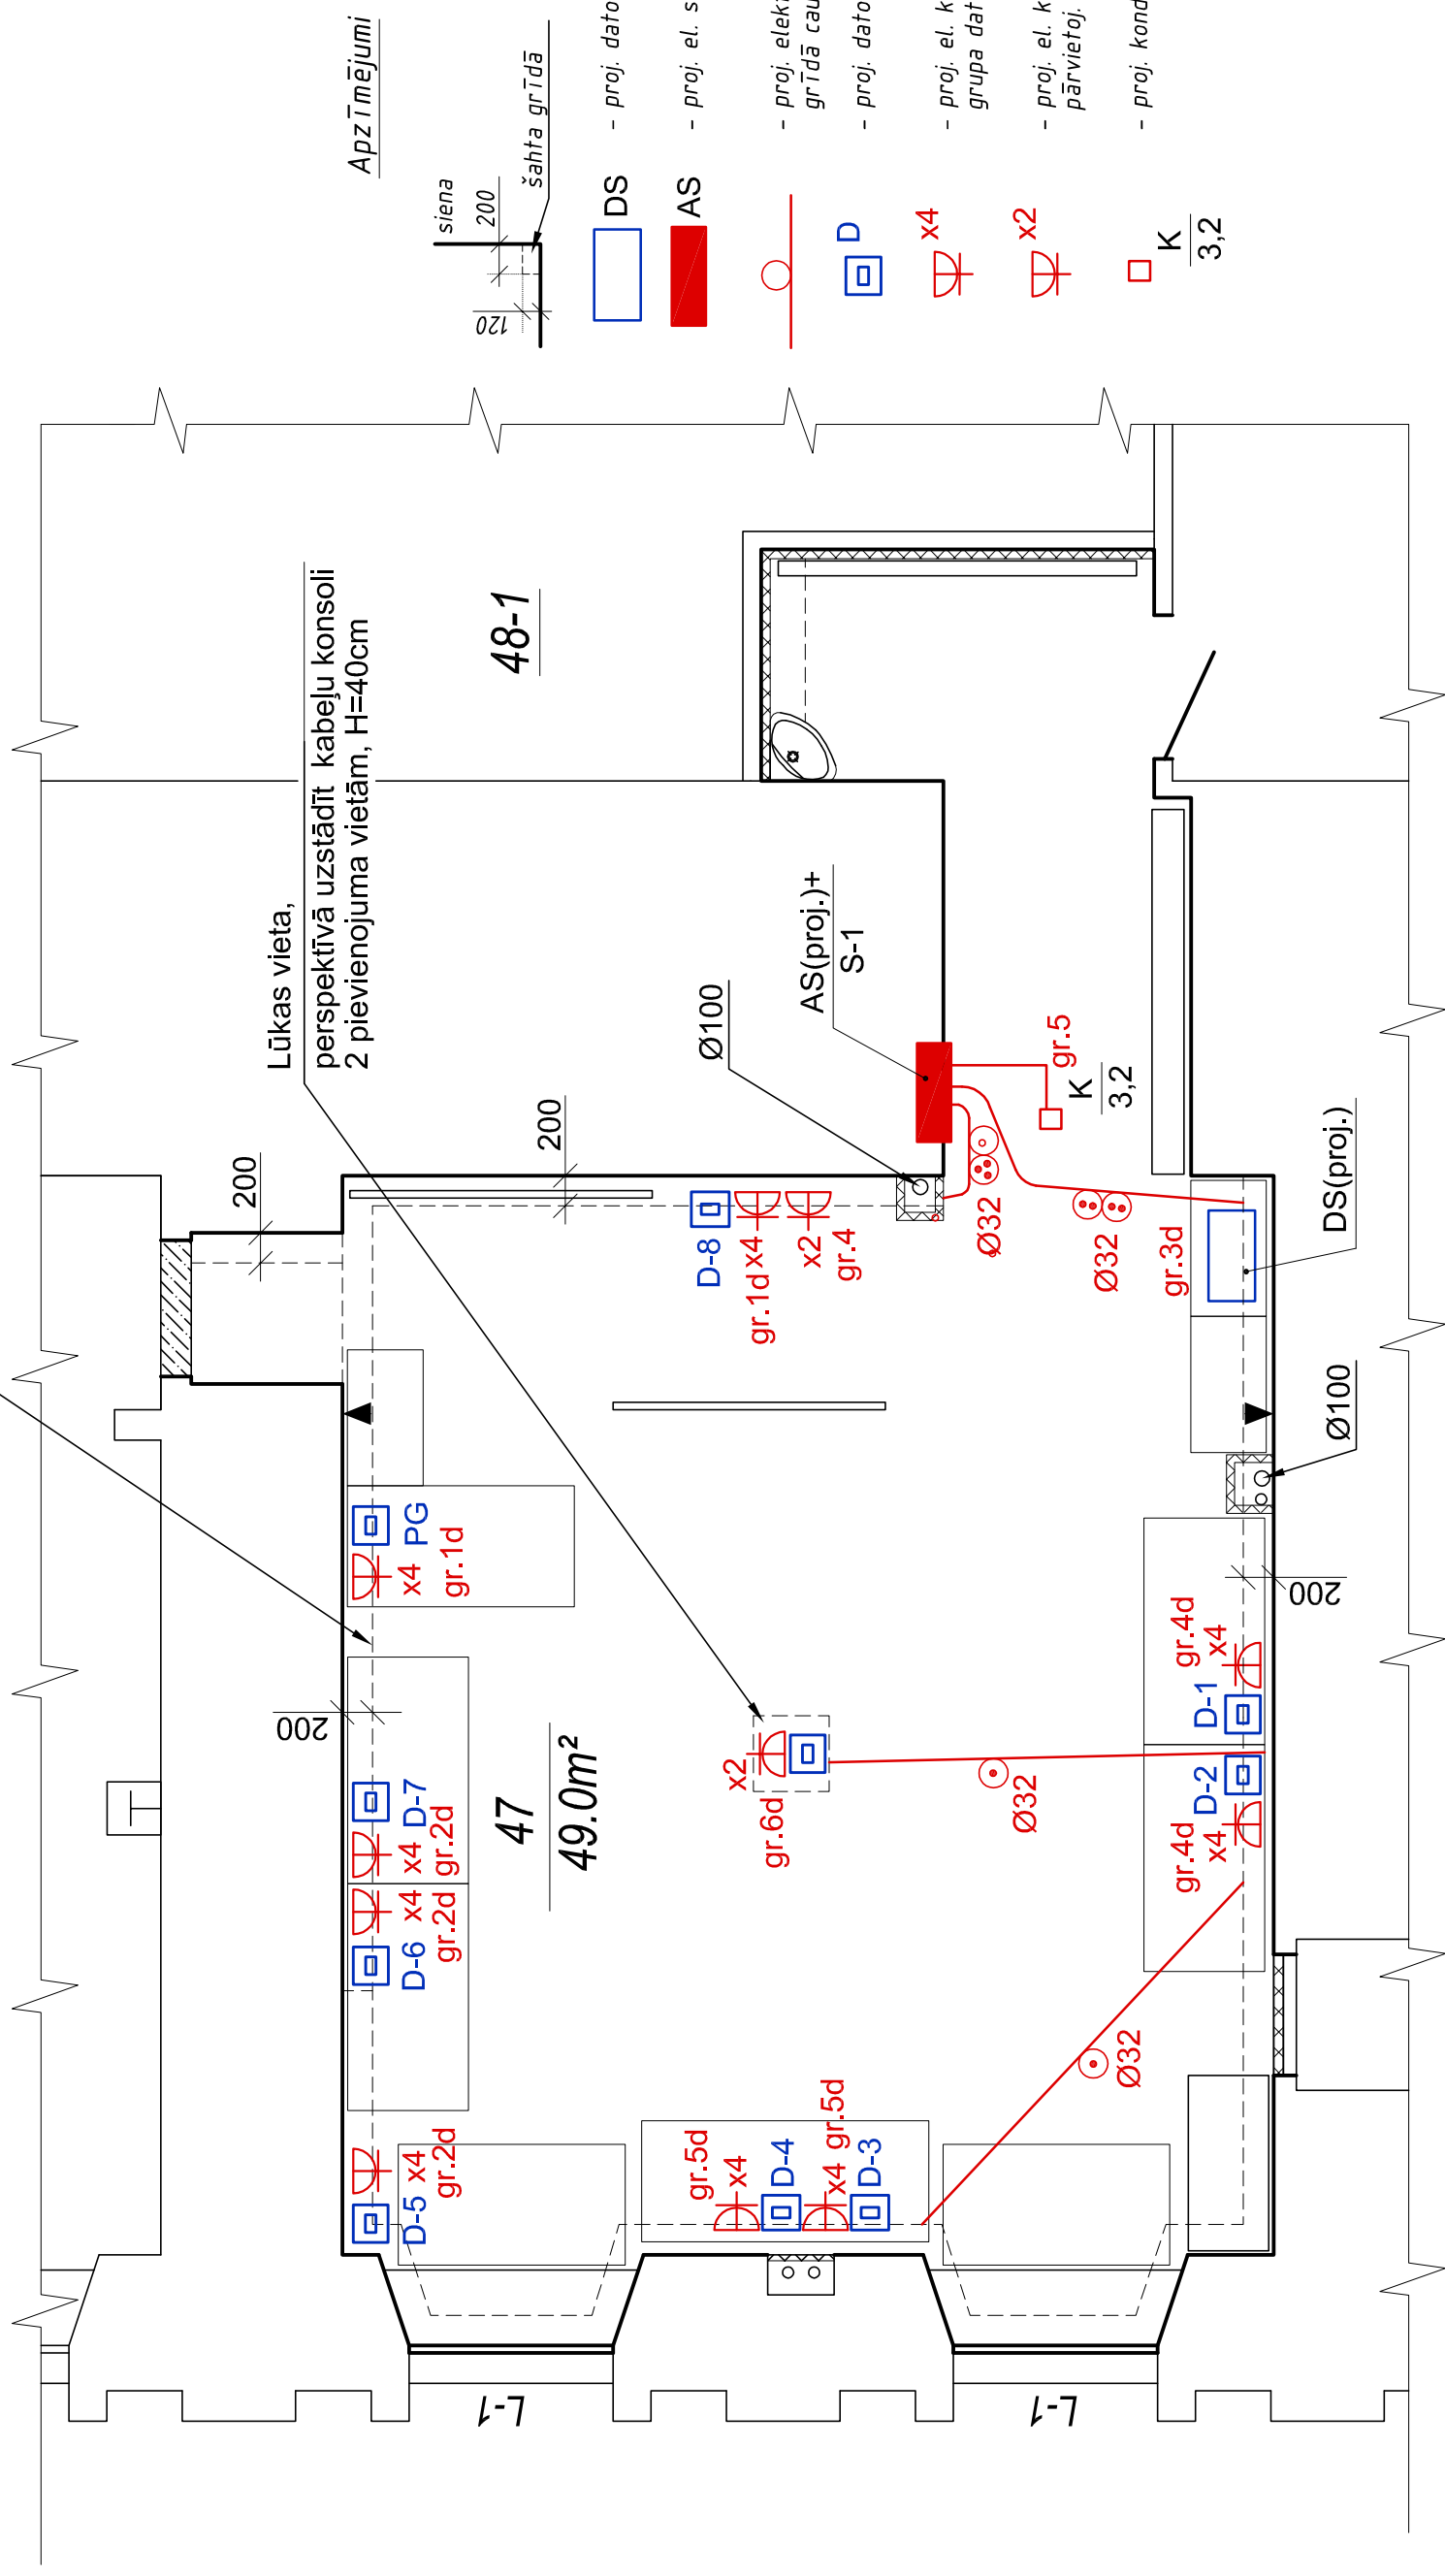 Apzīmējumi
siena
200
120
šahta grīdā
DS
- proj. dato
AS
- proj. el. s
- proj. elekt
grīdā cau
D
- proj. dato
x4
- proj. el. k
grupa dat
x2
- proj. el. k
pārvietoj.
K
3,2
- proj. kond
Lūkas vieta,
perspektīvā uzstādīt kabeļu konsoli
2 pievienojuma vietām, H=40cm
48-1
200
200
Ø100
AS(proj.)+
S-1
gr.5
K
3,2
D-8
x4
gr.1d
x2
gr.4
Ø32
Ø32
gr.3d
DS(proj.)
Ø100
PG
x4
gr.1d
200
200
D-7
x4
gr.2d
x4
gr.2d
D-6
47
49.0m²
x2
gr.6d
Ø32
gr.4d
x4
D-1
D-2
gr.4d
x4
Ø32
x4
gr.2d
D-5
gr.5d
x4
D-4
gr.5d
x4
D-3
L-1
L-1